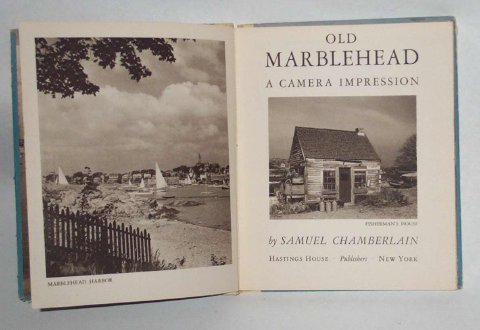 MARBLEHEAD HARBOR
OLD
MARBLEHEAD
A CAMERA IMPRESSION
FISHERMAN'S HOUSE
by SAMUEL CHAMBERLAIN
HASTINGS HOUSE · Publishers · NEW YORK